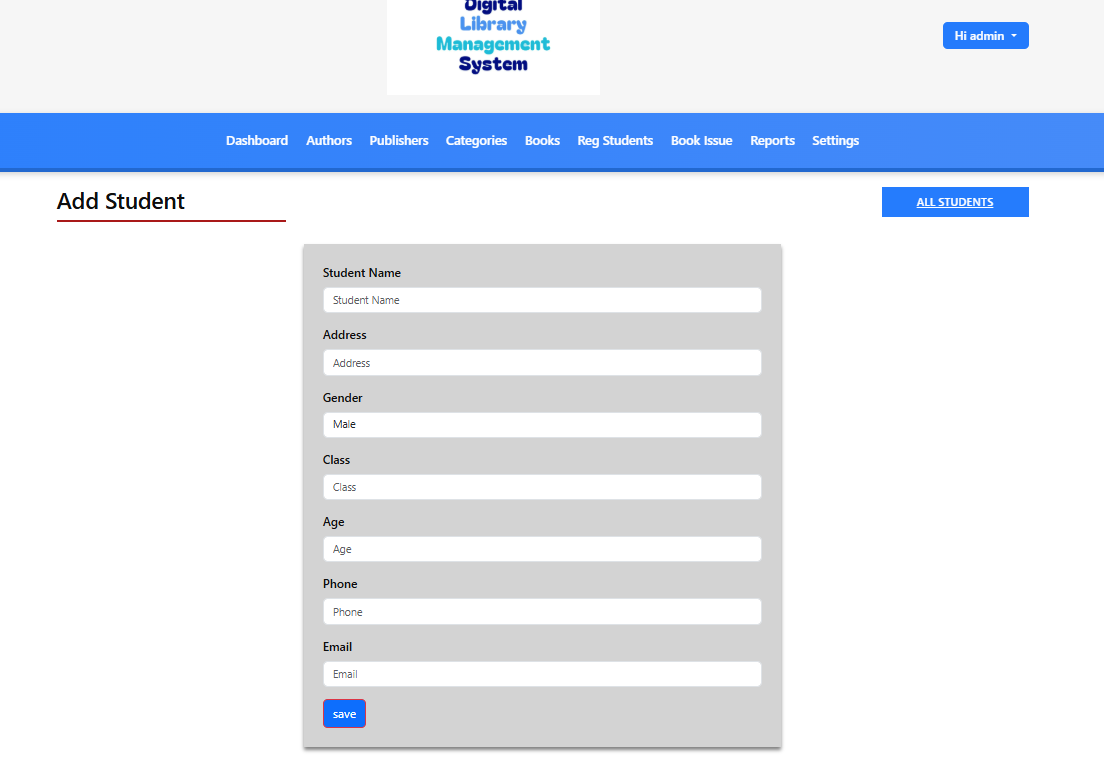 Digital
Library
Management
System
Hi admin
Dashboard Authors Publishers Categories Books Reg Students Book Issue Reports Settings
Add Student
ALL STUDENTS
Student Name
Student Name
Address
Address
Gender
Male
Class
Class
Age
Age
Phone
Phone
Email
Email
save